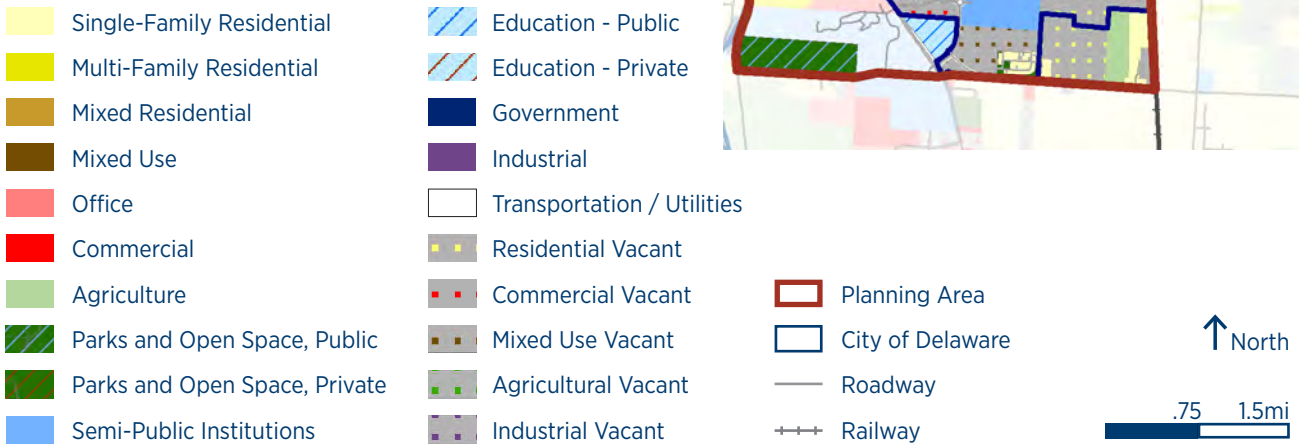 Single-Family Residential
Multi-Family Residential
Mixed Residential
Mixed Use
Office
Commercial
Agriculture
Parks and Open Space, Public
Parks and Open Space, Private
Semi-Public Institutions
Education - Public
Education - Private
Government
Industrial
Transportation / Utilities
Residential Vacant
Commercial Vacant
Mixed Use Vacant
Agricultural Vacant
Industrial Vacant
Planning Area
City of Delaware
Roadway
Railway
North
.75 1.5mi